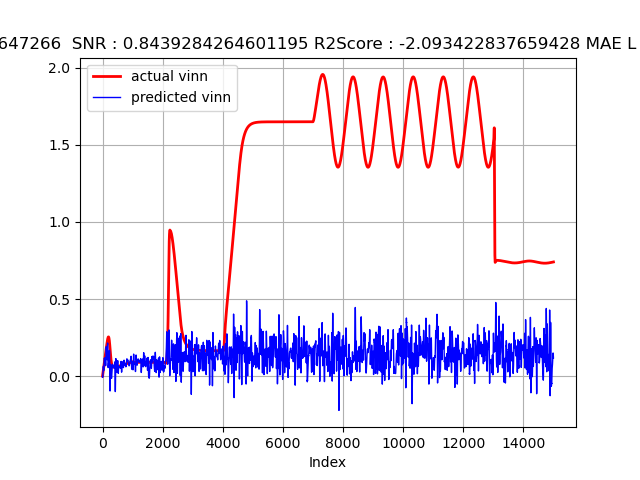 647266  SNR : 0.8439284264601195 R2Score : -2.093422837659428 MAE L
actual vinn
predicted vinn
2.0
1.5
1.0
0.5
0.0
0 2000 4000 6000 8000 10000 12000 14000
Index